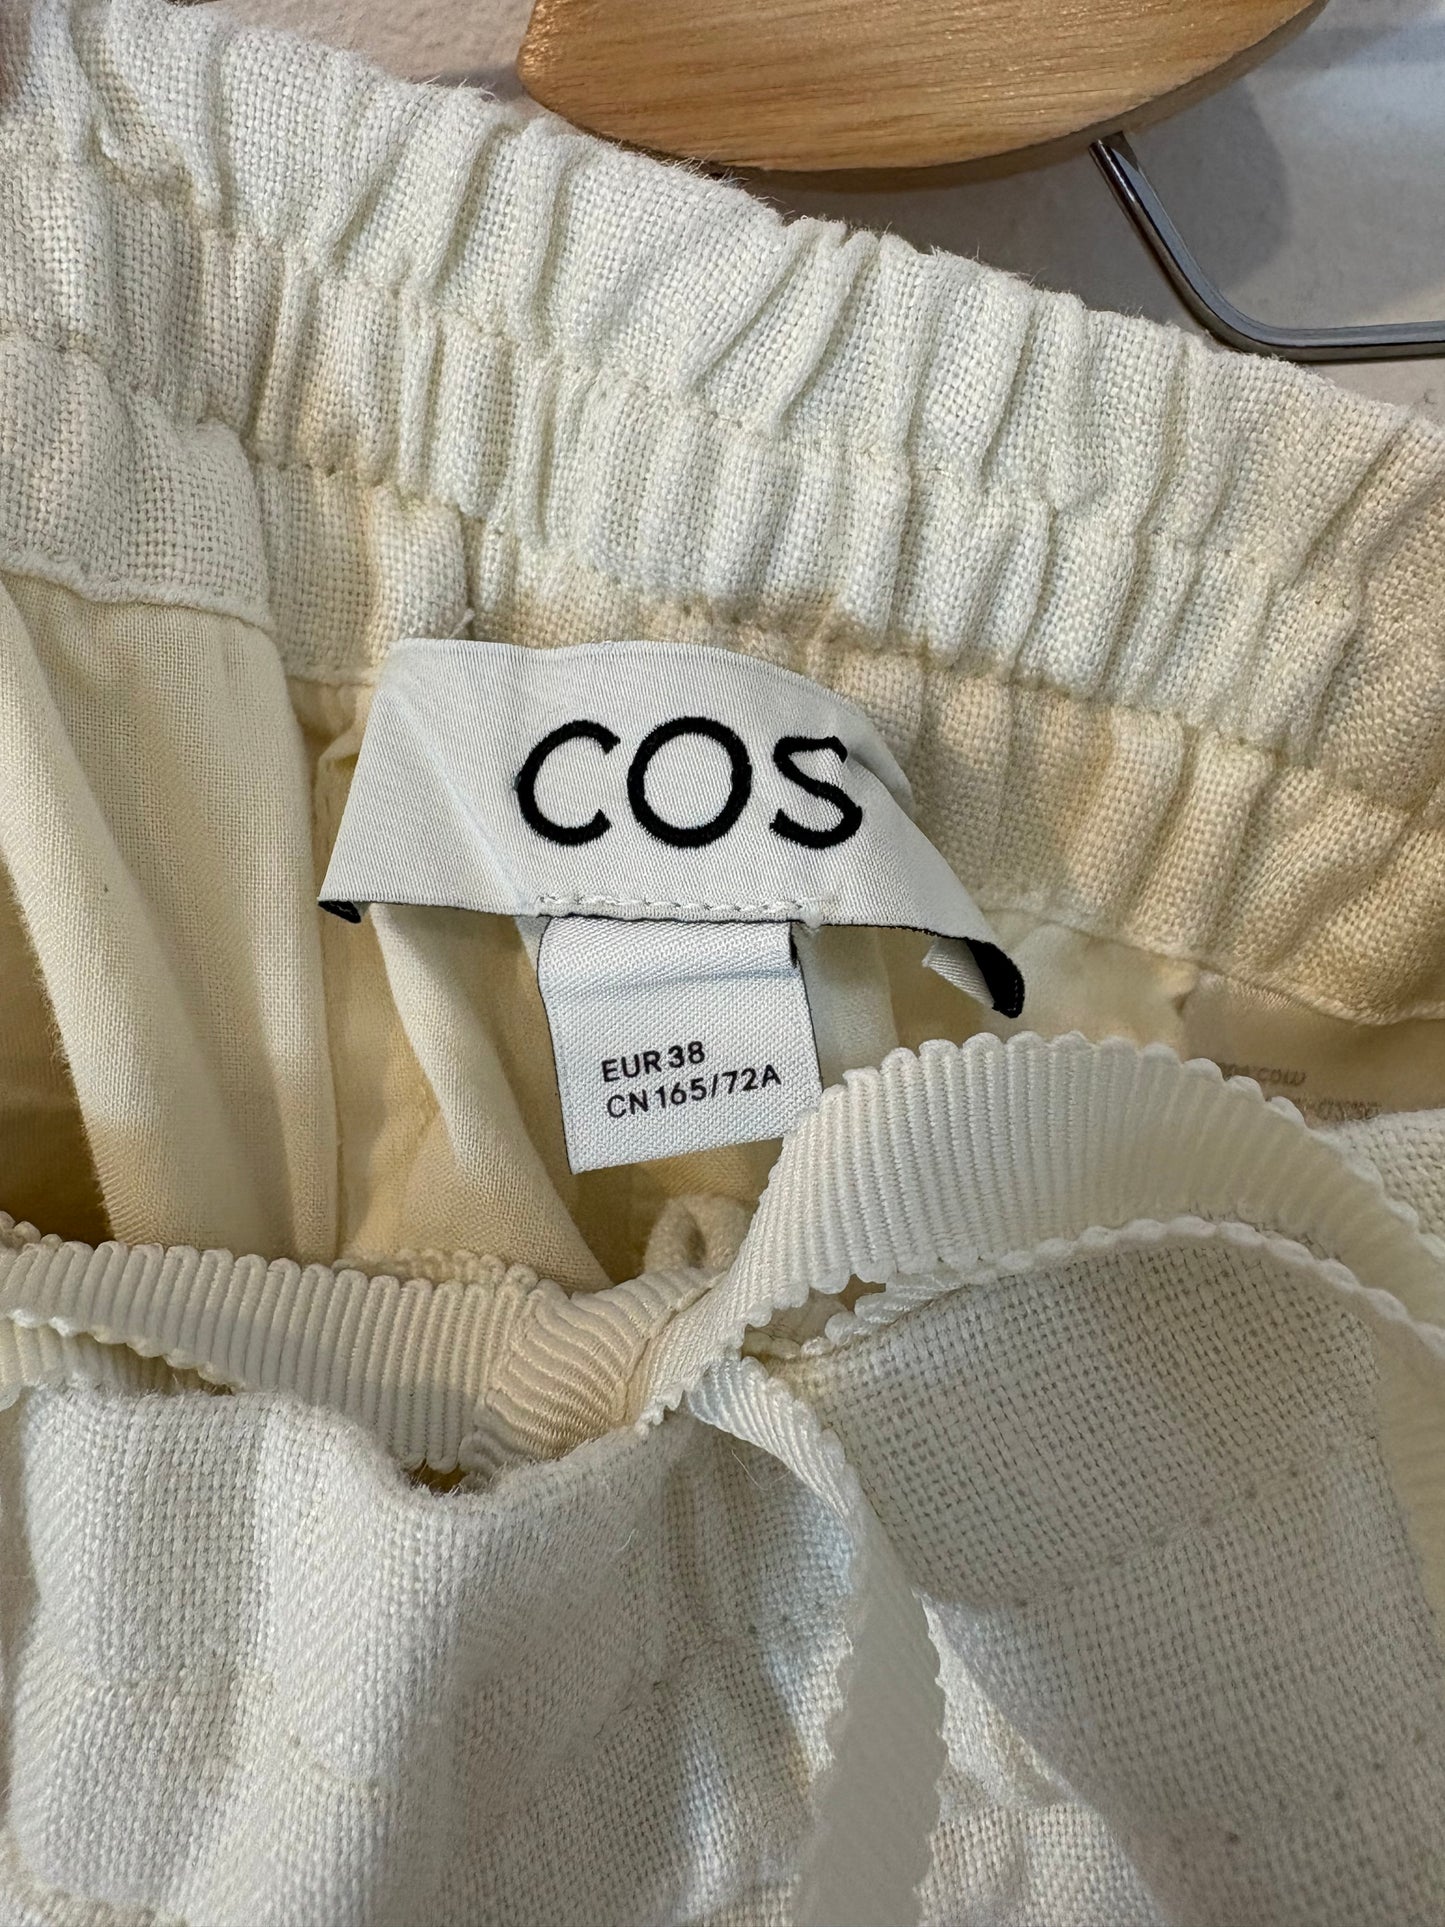 COS
EUR 38
CN 165/72A